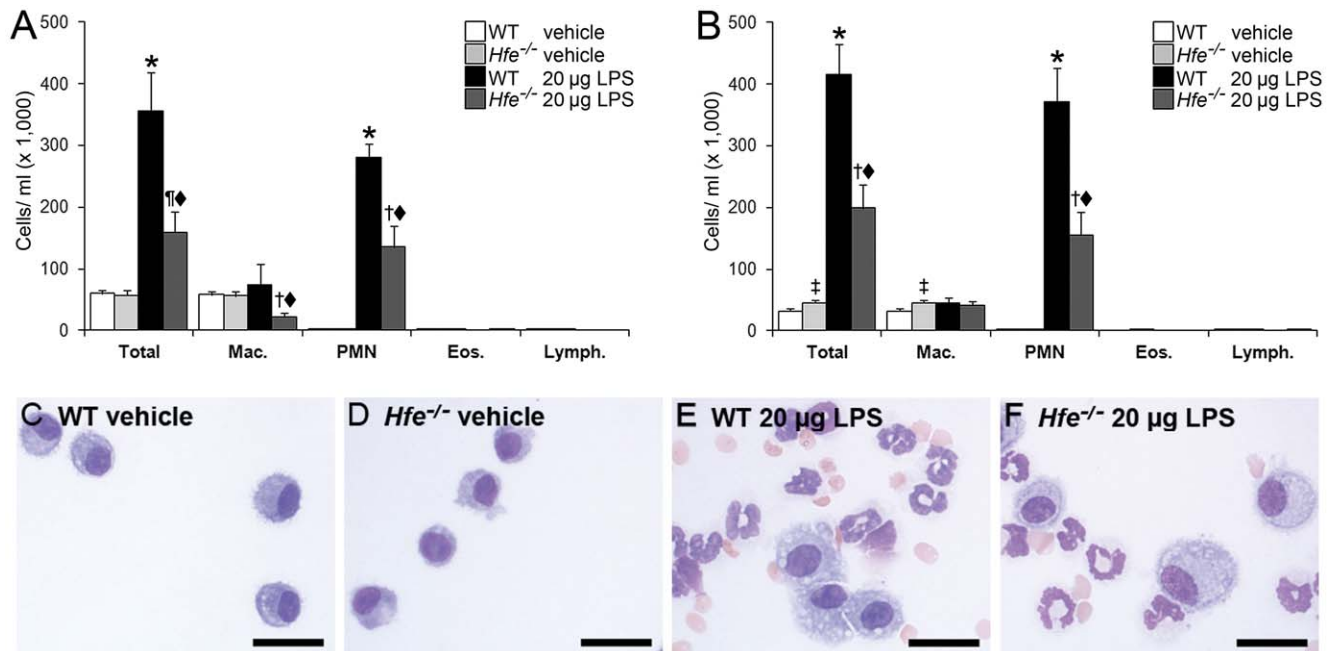 A
500
400
300
200
100
0
Cells/ ml (x 1,000)
WT vehicle
Hfe-/- vehicle
WT 20 µg LPS
Hfe-/- 20 µg LPS
*
¶♦
†♦
*
†♦
Total Mac. PMN Eos. Lymph.
B
500
400
300
200
100
0
Cells/ ml (x 1,000)
WT vehicle
Hfe-/- vehicle
WT 20 µg LPS
Hfe-/- 20 µg LPS
‡
*
†♦
‡
*
†♦
Total Mac. PMN Eos. Lymph.
C WT vehicle
D Hfe-/- vehicle
E WT 20 µg LPS
F Hfe-/- 20 µg LPS